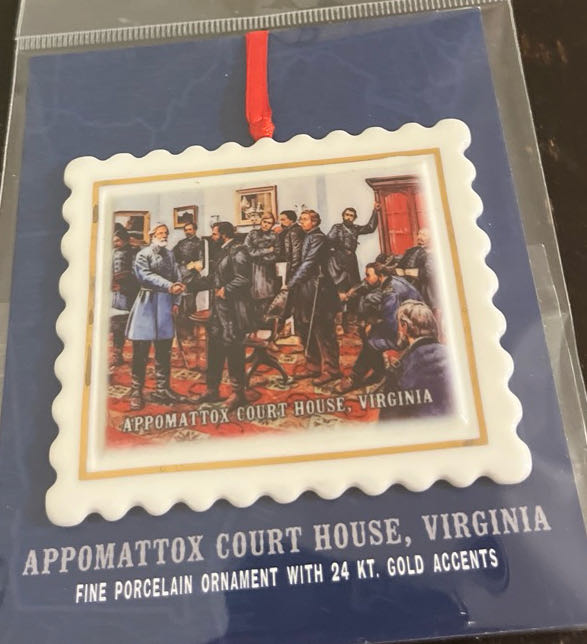 APPOMATTOX COURT HOUSE, VIRGINIA
APPOMATTOX COURT HOUSE, VIRGINIA
FINE PORCELAIN ORNAMENT WITH 24 KT. GOLD ACCENTS